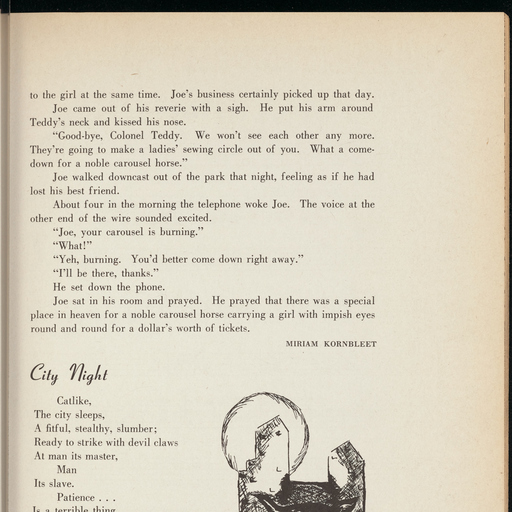 to the girl at the same time. Joe's business certainly picked up that day.
Joe came out of his reverie with a sigh. He put his arm around
Teddy's neck and kissed his nose.
"Good-bye, Colonel Teddy. We won't see each other any more.
They're going to make a ladies' sewing circle out of you. What a come-
down for a noble carousel horse."
Joe walked downcast out of the park that night, feeling as if he had
lost his best friend.
About four in the morning the telephone woke Joe. The voice at the
other end of the wire sounded excited.
"Joe, your carousel is burning."
"What!"
"Yeh, burning. You'd better come down right away."
"I'll be there, thanks."
He set down the phone.
Joe sat in his room and prayed. He prayed that there was a special
place in heaven for a noble carousel horse carrying a girl with impish eyes
round and round for a dollar's worth of tickets.
MIRIAM KORNBLEET
City Night
Catlike,
The city sleeps,
A fitful, stealthy, slumber;
Ready to strike with devil claws
At man its master,
Man
Its slave.
Patience . . .
Is a terrible thing